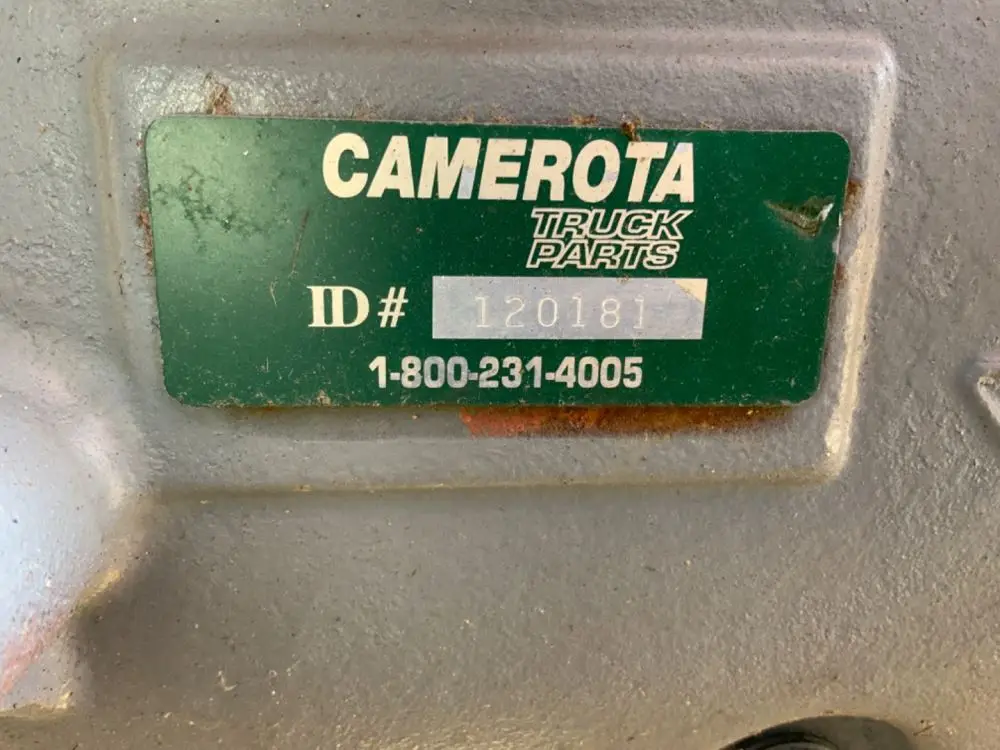 CAMEROTA
TRUCK
PARTS
ID# 120181
1-800-231-4005